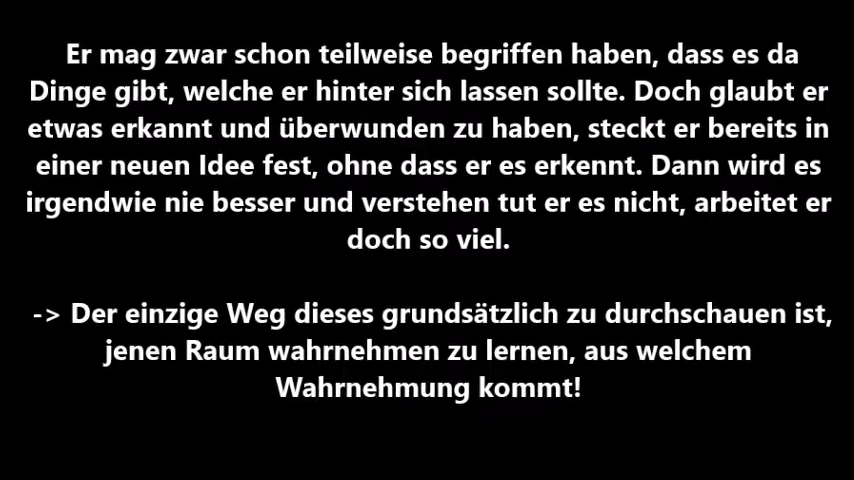 Er mag zwar schon teilweise begriffen haben, dass es da
Dinge gibt, welche er hinter sich lassen sollte. Doch glaubt er
etwas erkannt und überwunden zu haben, steckt er bereits in
einer neuen Idee fest, ohne dass er es erkennt. Dann wird es
irgendwie nie besser und verstehen tut er es nicht, arbeitet er
doch so viel.
-> Der einzige Weg dieses grundsätzlich zu durchschauen ist,
jenen Raum wahrnehmen zu lernen, aus welchem
Wahrnehmung kommt!